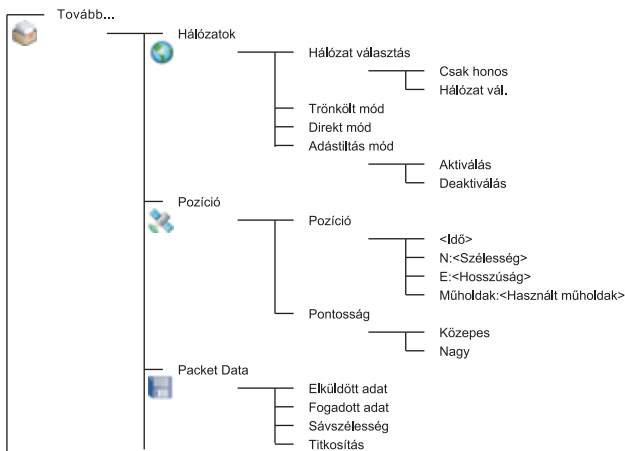 Tovább...
Hálózatok
Hálózat választás
Csak honos
Hálózat vál.
Trönkölt mód
Direkt mód
Adástiltás mód
Aktiválás
Deaktiválás
Pozíció
Pozíció
<Idő>
N:<Szélesség>
E:<Hosszúság>
Műholdak:<Használt műholdak>
Pontosság
Közepes
Nagy
Packet Data
Elküldött adat
Fogadott adat
Sávszélesség
Titkosítás